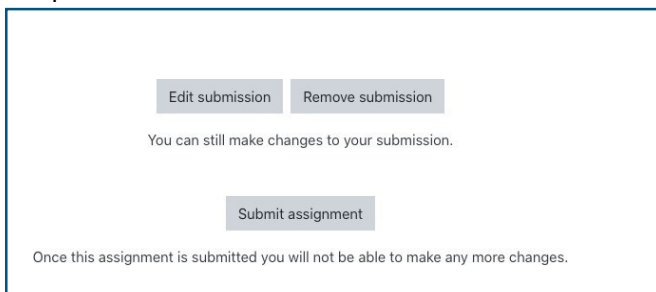 Edit submission Remove submission
You can still make changes to your submission.
Submit assignment
Once this assignment is submitted you will not be able to make any more changes.